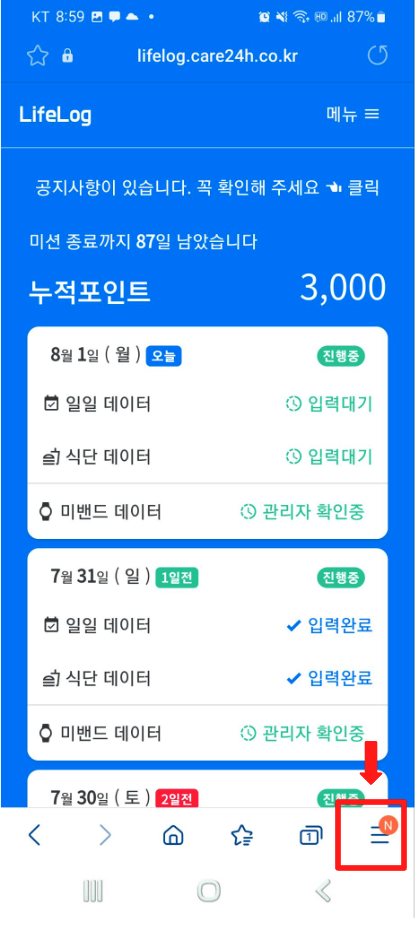 KT 8:59 87%
lifelog.care24h.co.kr
LifeLog 메뉴
공지사항이 있습니다. 꼭 확인해 주세요 클릭
미션 종료까지 87일 남았습니다
누적포인트 3,000
8월 1일 ( 월 ) 오늘 진행중
일일 데이터 입력대기
식단 데이터 입력대기
미밴드 데이터 관리자 확인중
7월 31일 ( 일 ) 1일전 진행중
일일 데이터 입력완료
식단 데이터 입력완료
미밴드 데이터 관리자 확인중
7월 30일 ( 토 ) 2일전 진행중
1 N